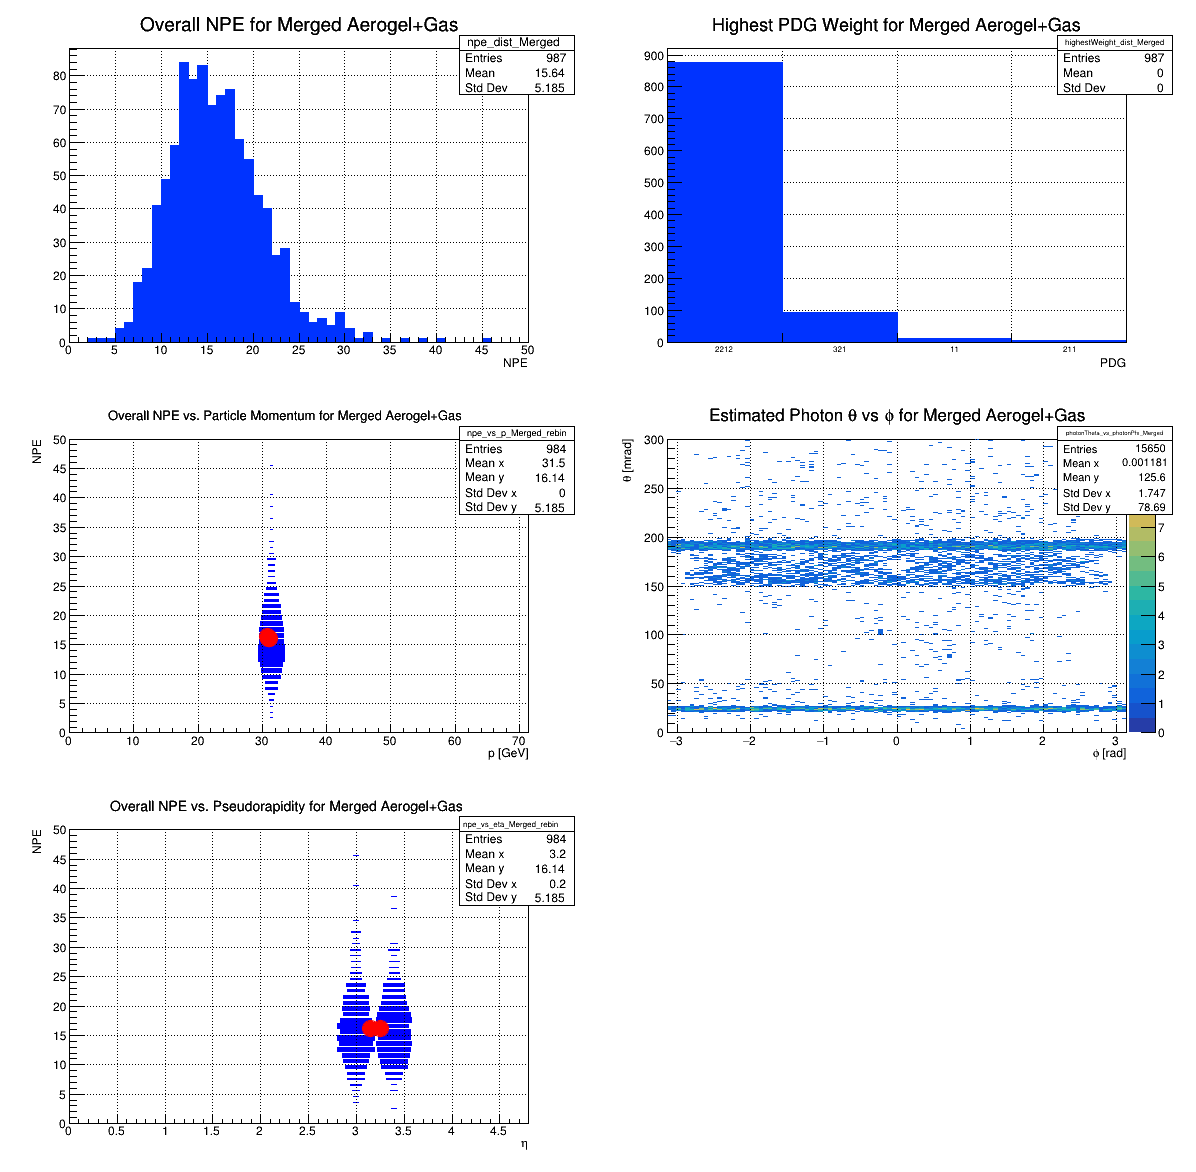 Overall NPE for Merged Aerogel+Gas
npe_dist_Merged
Entries 987
Mean 15.64
Std Dev 5.185
80
70
60
50
40
30
20
10
0
0 5 10 15 20 25 30 35 40 45 50
NPE
Highest PDG Weight for Merged Aerogel+Gas
highestWeight_dist_Merged
Entries 987
Mean 0
Std Dev 0
900
800
700
600
500
400
300
200
100
0
2212 321 11 211
PDG
Overall NPE vs. Particle Momentum for Merged Aerogel+Gas
npe_vs_p_Merged_rebin
Entries 984
Mean x 31.5
Mean y 16.14
Std Dev x 0
Std Dev y 5.185
NPE
50
45
40
35
30
25
20
15
10
5
0
0 10 20 30 40 50 60 70
p [GeV]
Estimated Photon θ vs ϕ for Merged Aerogel+Gas
photonTheta_vs_photonPhi_Merged
Entries 15650
Mean x 0.001181
Mean y 125.6
Std Dev x 1.747
Std Dev y 78.69
θ [mrad]
300
250
200
150
100
50
0
−3 −2 −1 0 1 2 3
ϕ [rad]
7
6
5
4
3
2
1
0
Overall NPE vs. Pseudorapidity for Merged Aerogel+Gas
npe_vs_eta_Merged_rebin
Entries 984
Mean x 3.2
Mean y 16.14
Std Dev x 0.2
Std Dev y 5.185
NPE
50
45
40
35
30
25
20
15
10
5
0
0 0.5 1 1.5 2 2.5 3 3.5 4 4.5
η